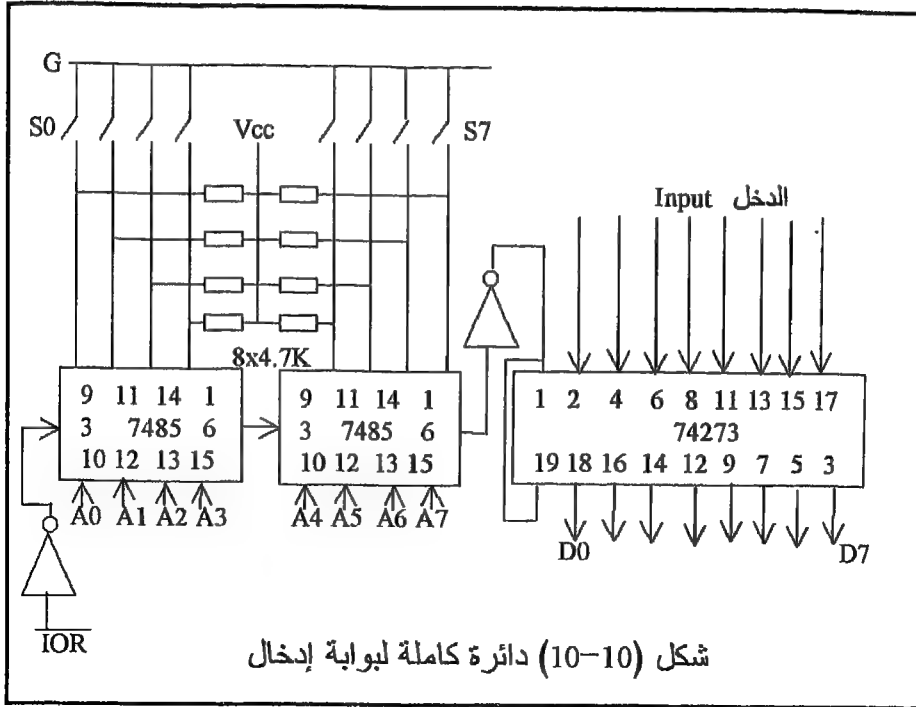 G
S0 Vcc S7
Input الدخل
8x4.7K
9 11 14 1
3 7485 6
10 12 13 15
9 11 14 1
3 7485 6
10 12 13 15
1 2 4 6 8 11 13 15 17
74273
19 18 16 14 12 9 7 5 3
A0 A1 A2 A3 A4 A5 A6 A7
D0 D7
IOR
شكل (10-10) دائرة كاملة لبوابة إدخال